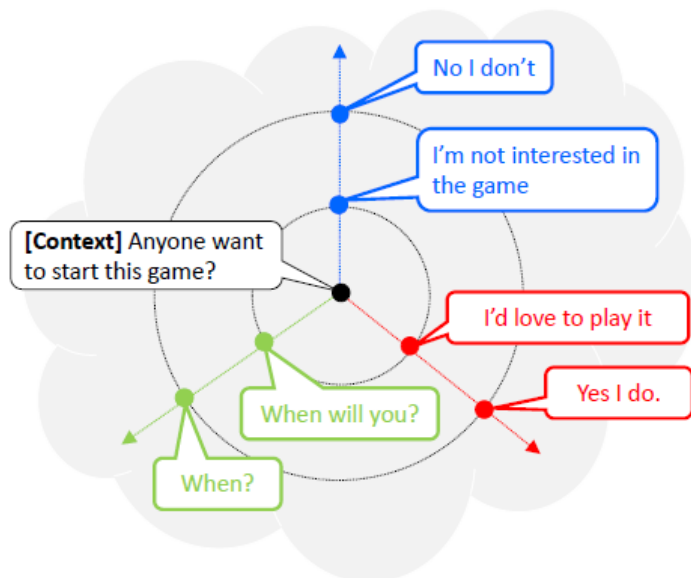 No I don't
I'm not interested in
the game
[Context] Anyone want
to start this game?
I'd love to play it
Yes I do.
When will you?
When?